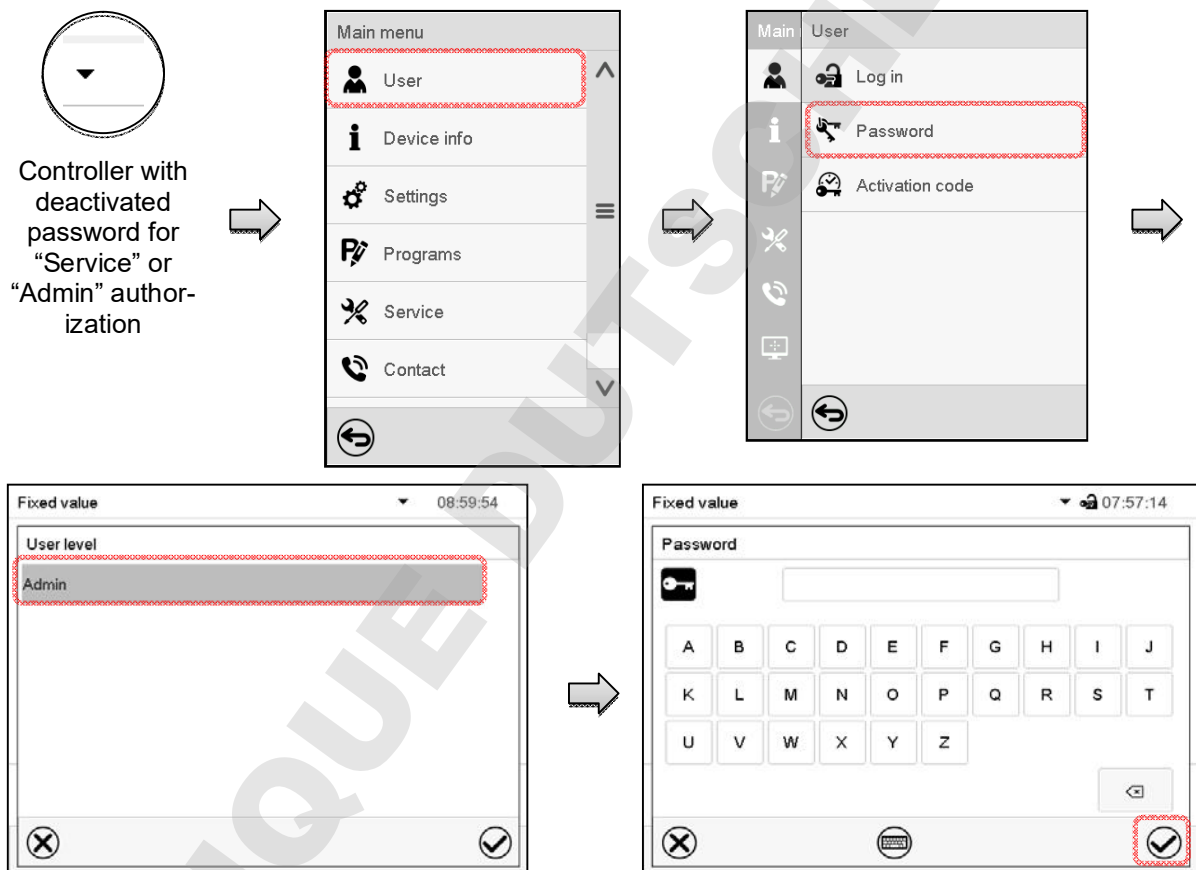 Controller with
deactivated
password for
“Service” or
“Admin” author-
ization
Main menu
User
Device info
Settings
Programs
Service
Contact
Main
User
Log in
Password
Activation code
Fixed value
08:59:54
User level
Admin
Fixed value
07:57:14
Password
A B C D E F G H I J
K L M N O P Q R S T
U V W X Y Z
QUE DUTSCH